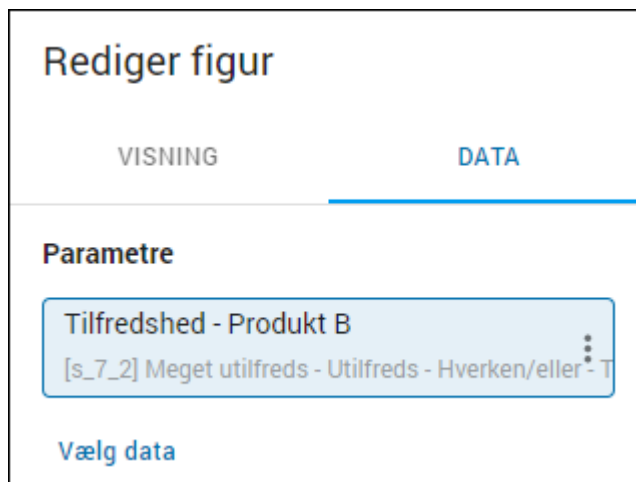 Rediger figur
VISNING DATA
Parametre
Tilfredshed - Produkt B
[s_7_2] Meget utilfreds - Utilfreds - Hverken/eller - T
Vælg data